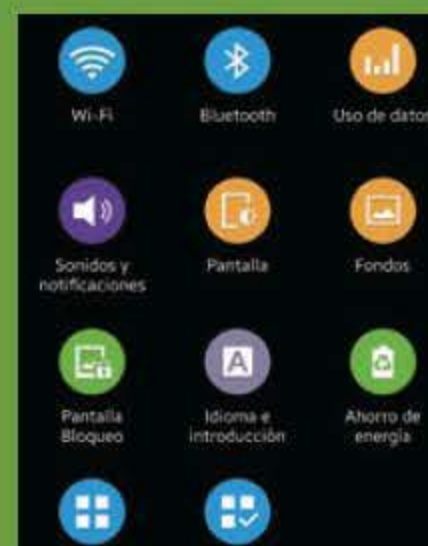 Wi-Fi
Bluetooth
Uso de datos
Sonidos y
notificaciones
Pantalla
Fondos
Pantalla
Bloqueo
A
Idioma e
introducción
Ahorro de
energía